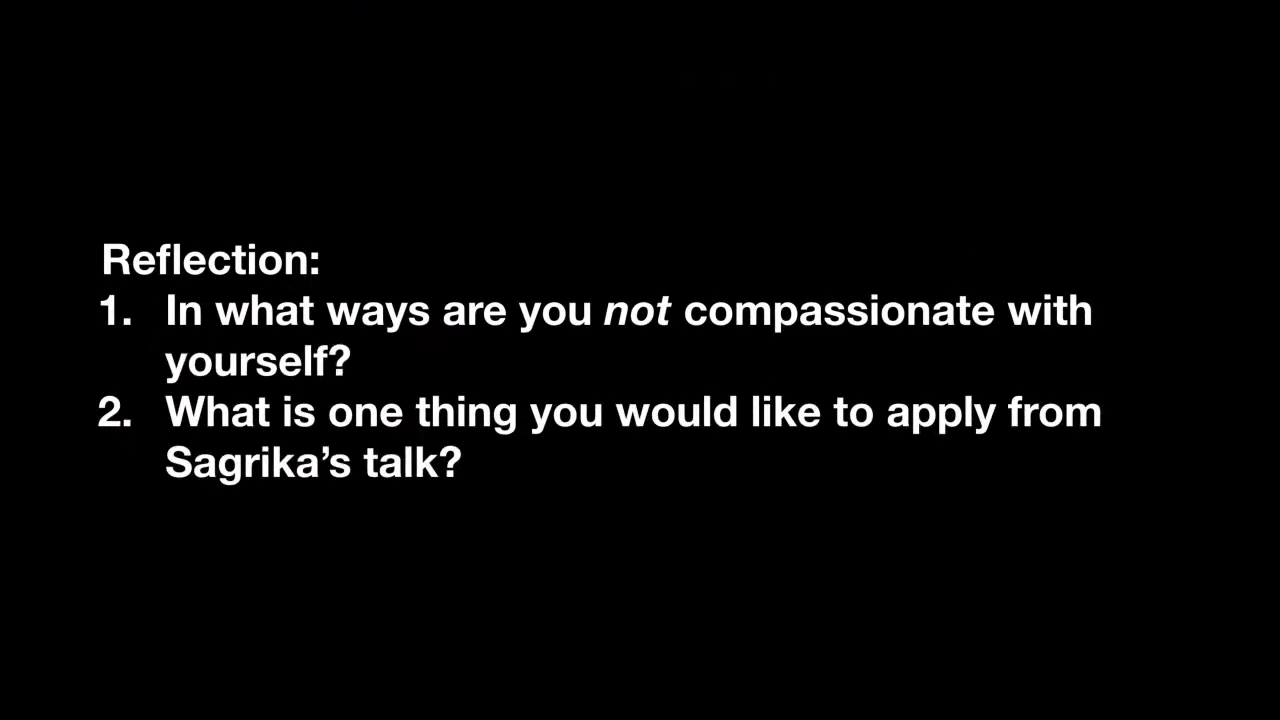 Reflection:
1. In what ways are you not compassionate with
yourself?
2. What is one thing you would like to apply from
Sagrika’s talk?